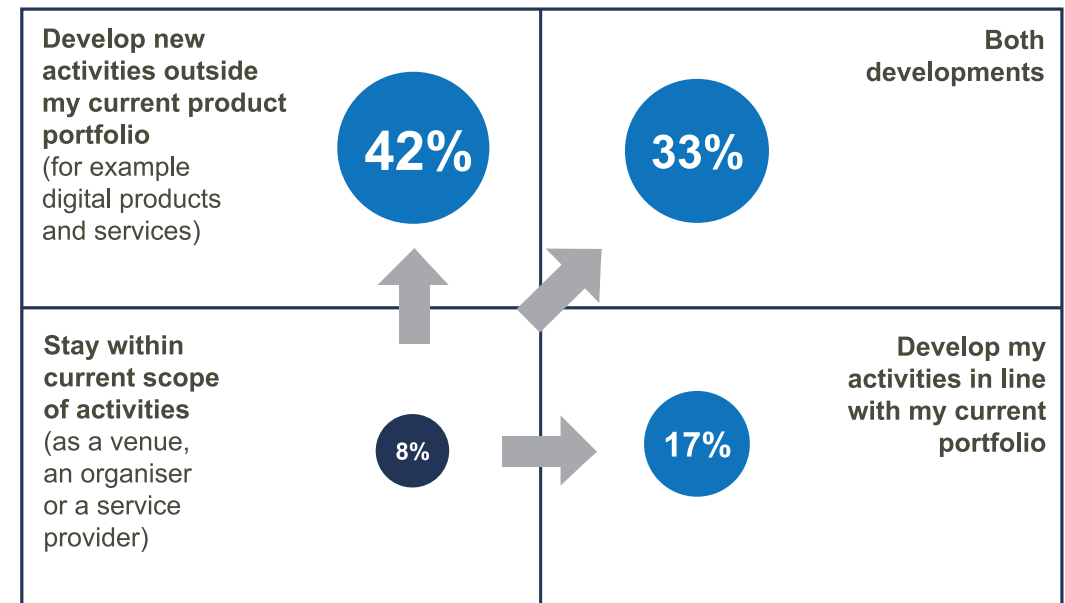 Develop new
activities outside
my current product
portfolio
(for example
digital products
and services)
42%
Both
developments
33%
Stay within
current scope
of activities
(as a venue,
an organiser
or a service
provider)
8%
Develop my
activities in line
with my current
portfolio
17%